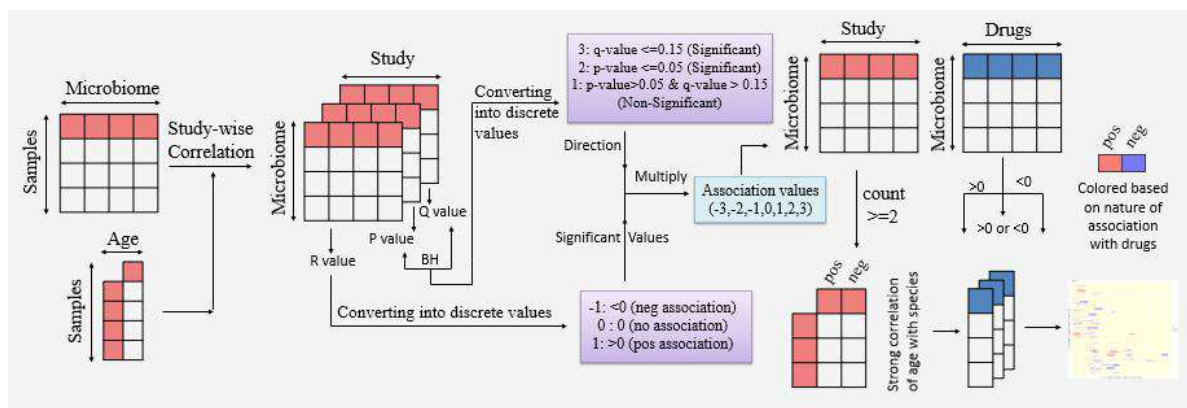 Microbiome
Samples
Study-wise
Correlation
Age
Samples
Study
Microbiome
Q value
P value
R value
BH
Converting
into discrete
values
Converting into discrete values
3: q-value <=0.15 (Significant)
2: p-value <=0.05 (Significant)
1: p-value>0.05 & q-value > 0.15
(Non-Significant)
Direction
Multiply
Significant Values
-1: <0 (neg association)
0 : 0 (no association)
1: >0 (pos association)
Association values
(-3,-2,-1,0,1,2,3)
Study
Microbiome
count
>=2
pos
neg
Strong correlation
of age with species
Drugs
Microbiome
>0
<0
>0 or <0
pos
neg
Colored based
on nature of
association
with drugs